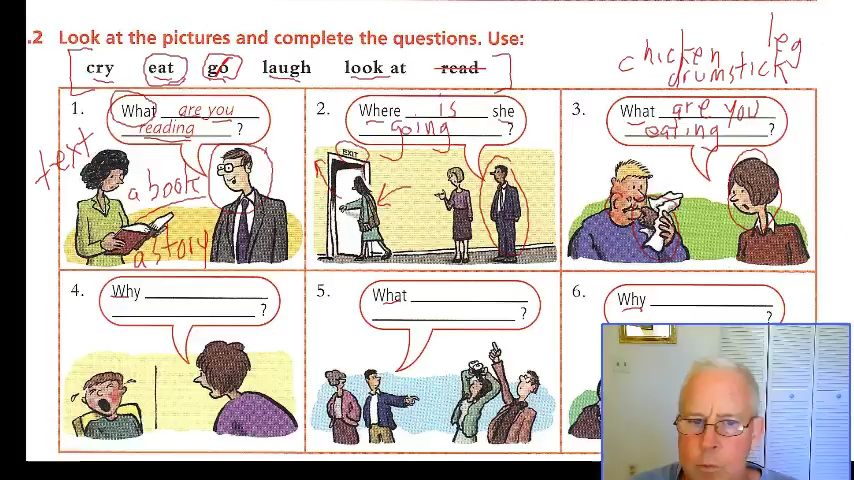 .2 Look at the pictures and complete the questions. Use:
cry eat go laugh look at read
chicken leg
drumstick
1. What are you
reading ?
text
a book
a story
2. Where is she
going ?
EXIT
3. What are you
eating ?
4. Why
?
5. What
?
6. Why
?